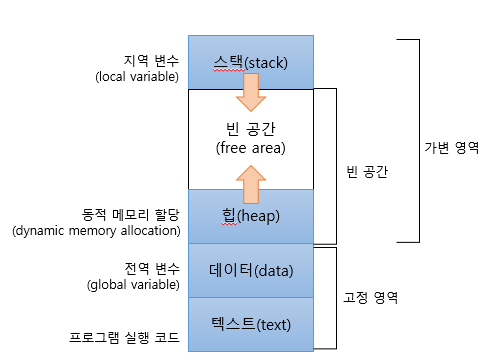 지역 변수
(local variable)
스택(stack)
빈 공간
(free area)
가변 영역
빈 공간
동적 메모리 할당
(dynamic memory allocation)
힙(heap)
전역 변수
(global variable)
데이터(data)
고정 영역
텍스트(text)
프로그램 실행 코드